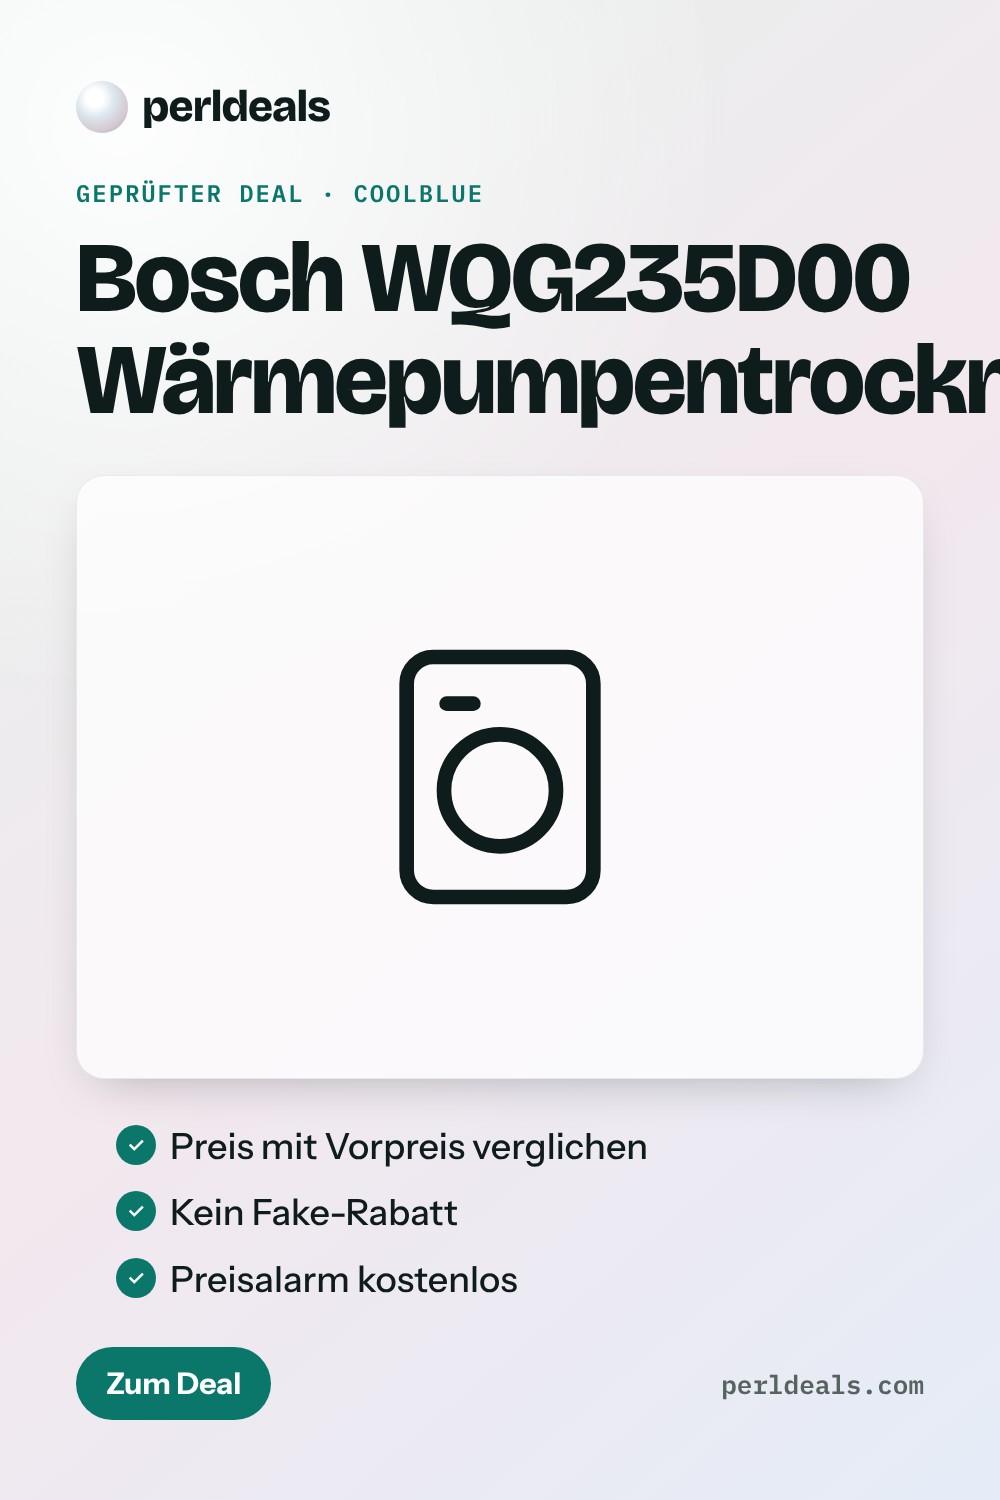 perldeals
GEPRÜFTER DEAL · COOLBLUE
Bosch WQG235D00
Wärmepumpentrockn
Preis mit Vorpreis verglichen
Kein Fake-Rabatt
Preisalarm kostenlos
Zum Deal
perldeals.com